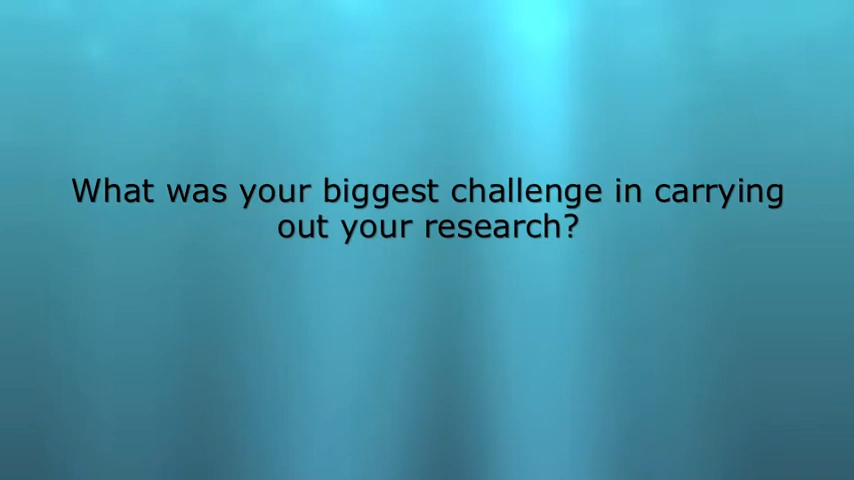 What was your biggest challenge in carrying
out your research?